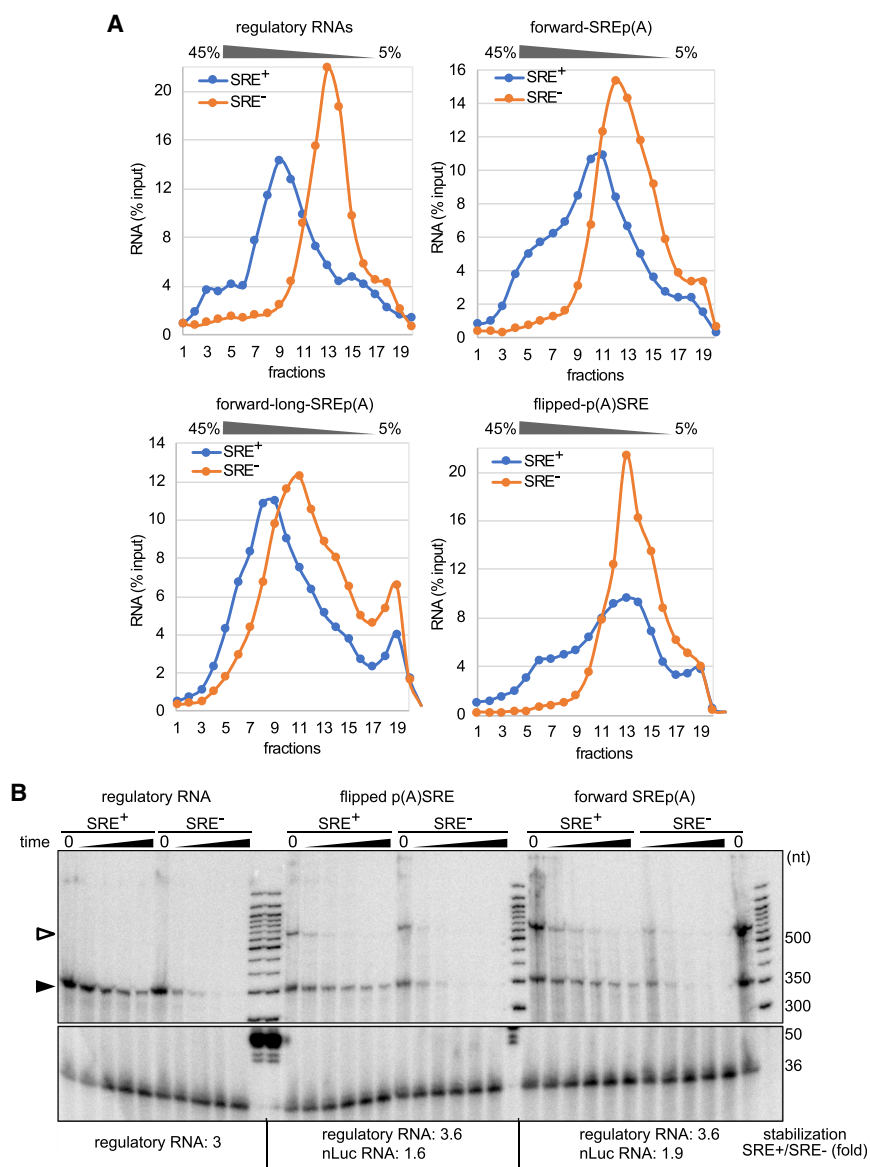 A
regulatory RNAs
45% 5%
SRE+
SRE-
RNA (% input)
20
16
12
8
4
0
1 3 5 7 9 11 13 15 17 19
fractions
forward-SREp(A)
45% 5%
SRE+
SRE-
RNA (% input)
16
14
12
10
8
6
4
2
0
1 3 5 7 9 11 13 15 17 19
fractions
forward-long-SREp(A)
45% 5%
SRE+
SRE-
RNA (% input)
14
12
10
8
6
4
2
0
1 3 5 7 9 11 13 15 17 19
fractions
flipped-p(A)SRE
45% 5%
SRE+
SRE-
RNA (% input)
20
16
12
8
4
0
1 3 5 7 9 11 13 15 17 19
fractions
B
regulatory RNA flipped p(A)SRE forward SREp(A)
SRE+ SRE- SRE+ SRE- SRE+ SRE-
time 0 0 0 0 0 0 (nt)
500
350
300
50
36
regulatory RNA: 3
regulatory RNA: 3.6
nLuc RNA: 1.6
regulatory RNA: 3.6
nLuc RNA: 1.9
stabilization
SRE+/SRE- (fold)